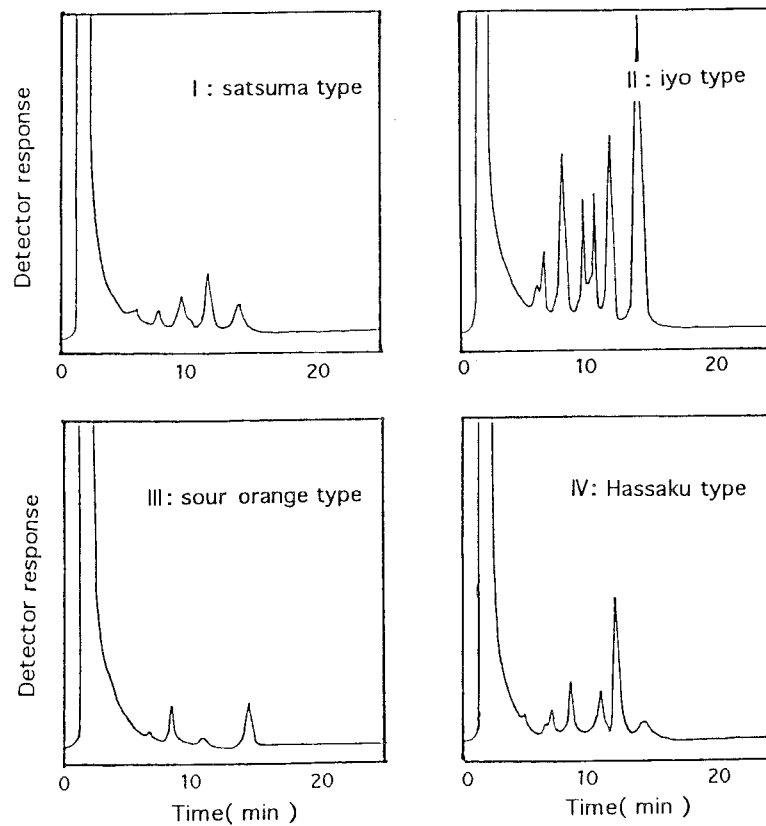 Detector response
I : satsuma type
II : iyo type
0 10 20
0 10 20
Detector response
III : sour orange type
IV : Hassaku type
0 10 20
0 10 20
Time( min )
Time( min )